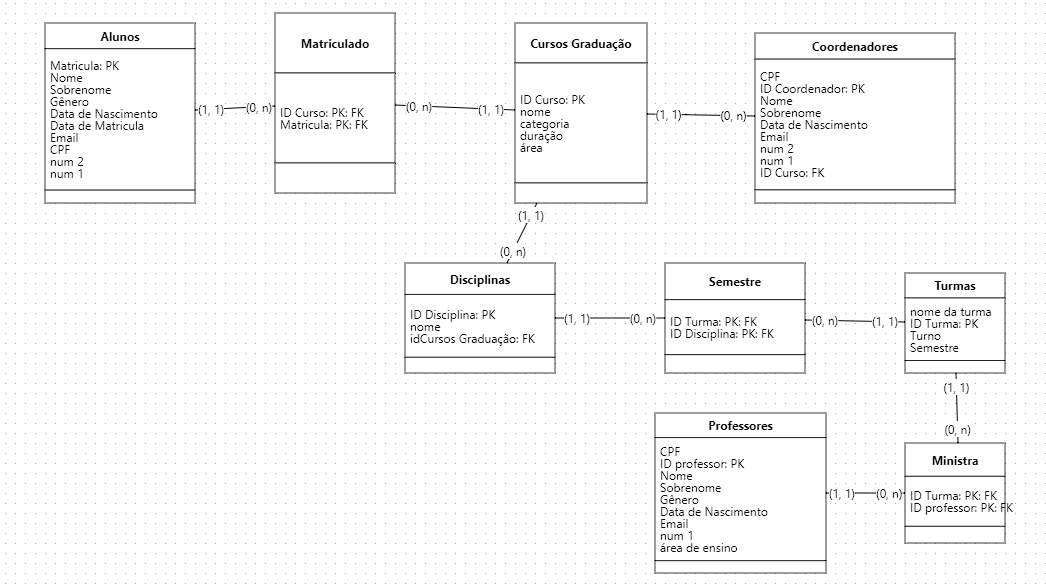 Alunos
Matricula: PK
Nome
Sobrenome
Gênero
Data de Nascimento
Data de Matricula
Email
CPF
num 2
num 1
(1, 1)
(0, n)
Matriculado
ID Curso: PK: FK
Matricula: PK: FK
(0, n)
(1, 1)
Cursos Graduação
ID Curso: PK
nome
categoria
duração
área
(1, 1)
(0, n)
Coordenadores
CPF
ID Coordenador: PK
Nome
Sobrenome
Data de Nascimento
Email
num 2
num 1
ID Curso: FK
(1, 1)
(0, n)
Disciplinas
ID Disciplina: PK
nome
idCursos Graduação: FK
(1, 1)
(0, n)
Semestre
ID Turma: PK: FK
ID Disciplina: PK: FK
(0, n)
(1, 1)
Turmas
nome da turma
ID Turma: PK
Turno
Semestre
(1, 1)
(0, n)
Professores
CPF
ID professor: PK
Nome
Sobrenome
Gênero
Data de Nascimento
Email
num 1
área de ensino
(1, 1)
(0, n)
Ministra
ID Turma: PK: FK
ID professor: PK: FK